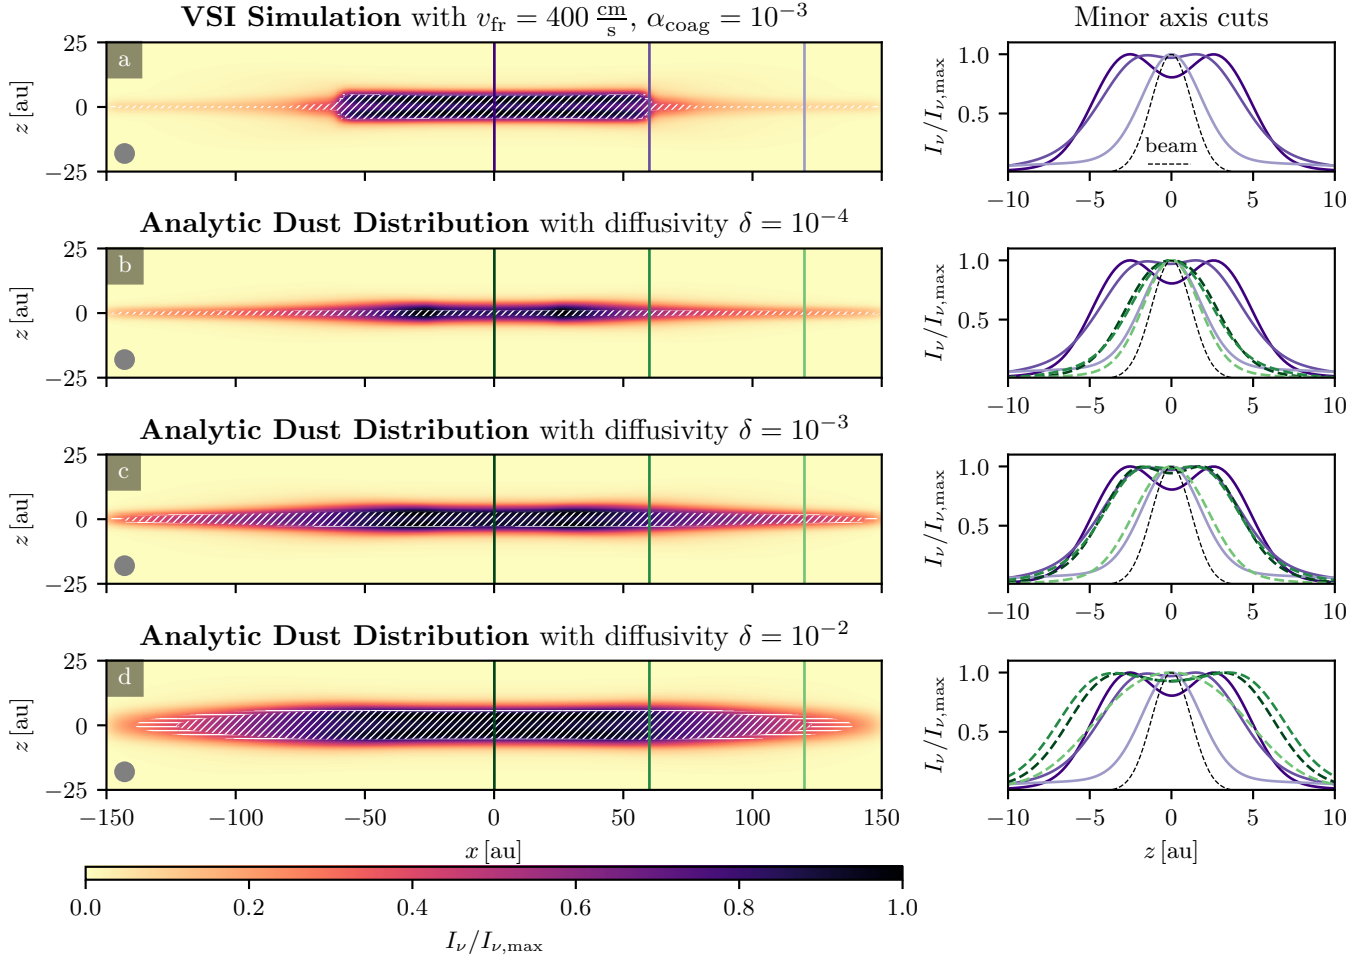 VSI Simulation with v_fr = 400 cm/s, α_coag = 10⁻³
Minor axis cuts
a
25
0
−25
z [au]
I_ν/I_ν,max
1.0
0.5
beam
−10 −5 0 5 10
Analytic Dust Distribution with diffusivity δ = 10⁻⁴
b
25
0
−25
z [au]
I_ν/I_ν,max
1.0
0.5
−10 −5 0 5 10
Analytic Dust Distribution with diffusivity δ = 10⁻³
c
25
0
−25
z [au]
I_ν/I_ν,max
1.0
0.5
−10 −5 0 5 10
Analytic Dust Distribution with diffusivity δ = 10⁻²
d
25
0
−25
z [au]
−150 −100 −50 0 50 100 150
x [au]
I_ν/I_ν,max
1.0
0.5
−10 −5 0 5 10
z [au]
0.0 0.2 0.4 0.6 0.8 1.0
I_ν/I_ν,max